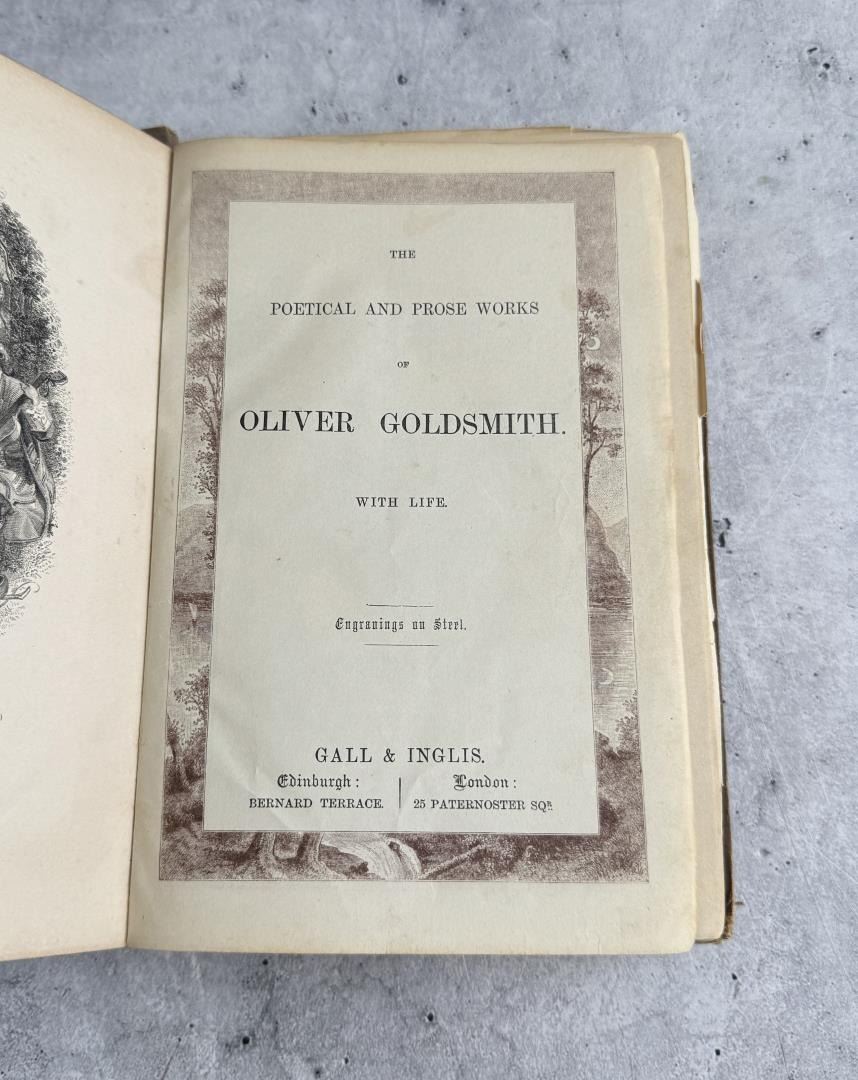 THE
POETICAL AND PROSE WORKS
OF
OLIVER GOLDSMITH.
WITH LIFE.
Engravings on Steel.
GALL & INGLIS.
Edinburgh: London:
BERNARD TERRACE. 25 PATERNOSTER SQR.